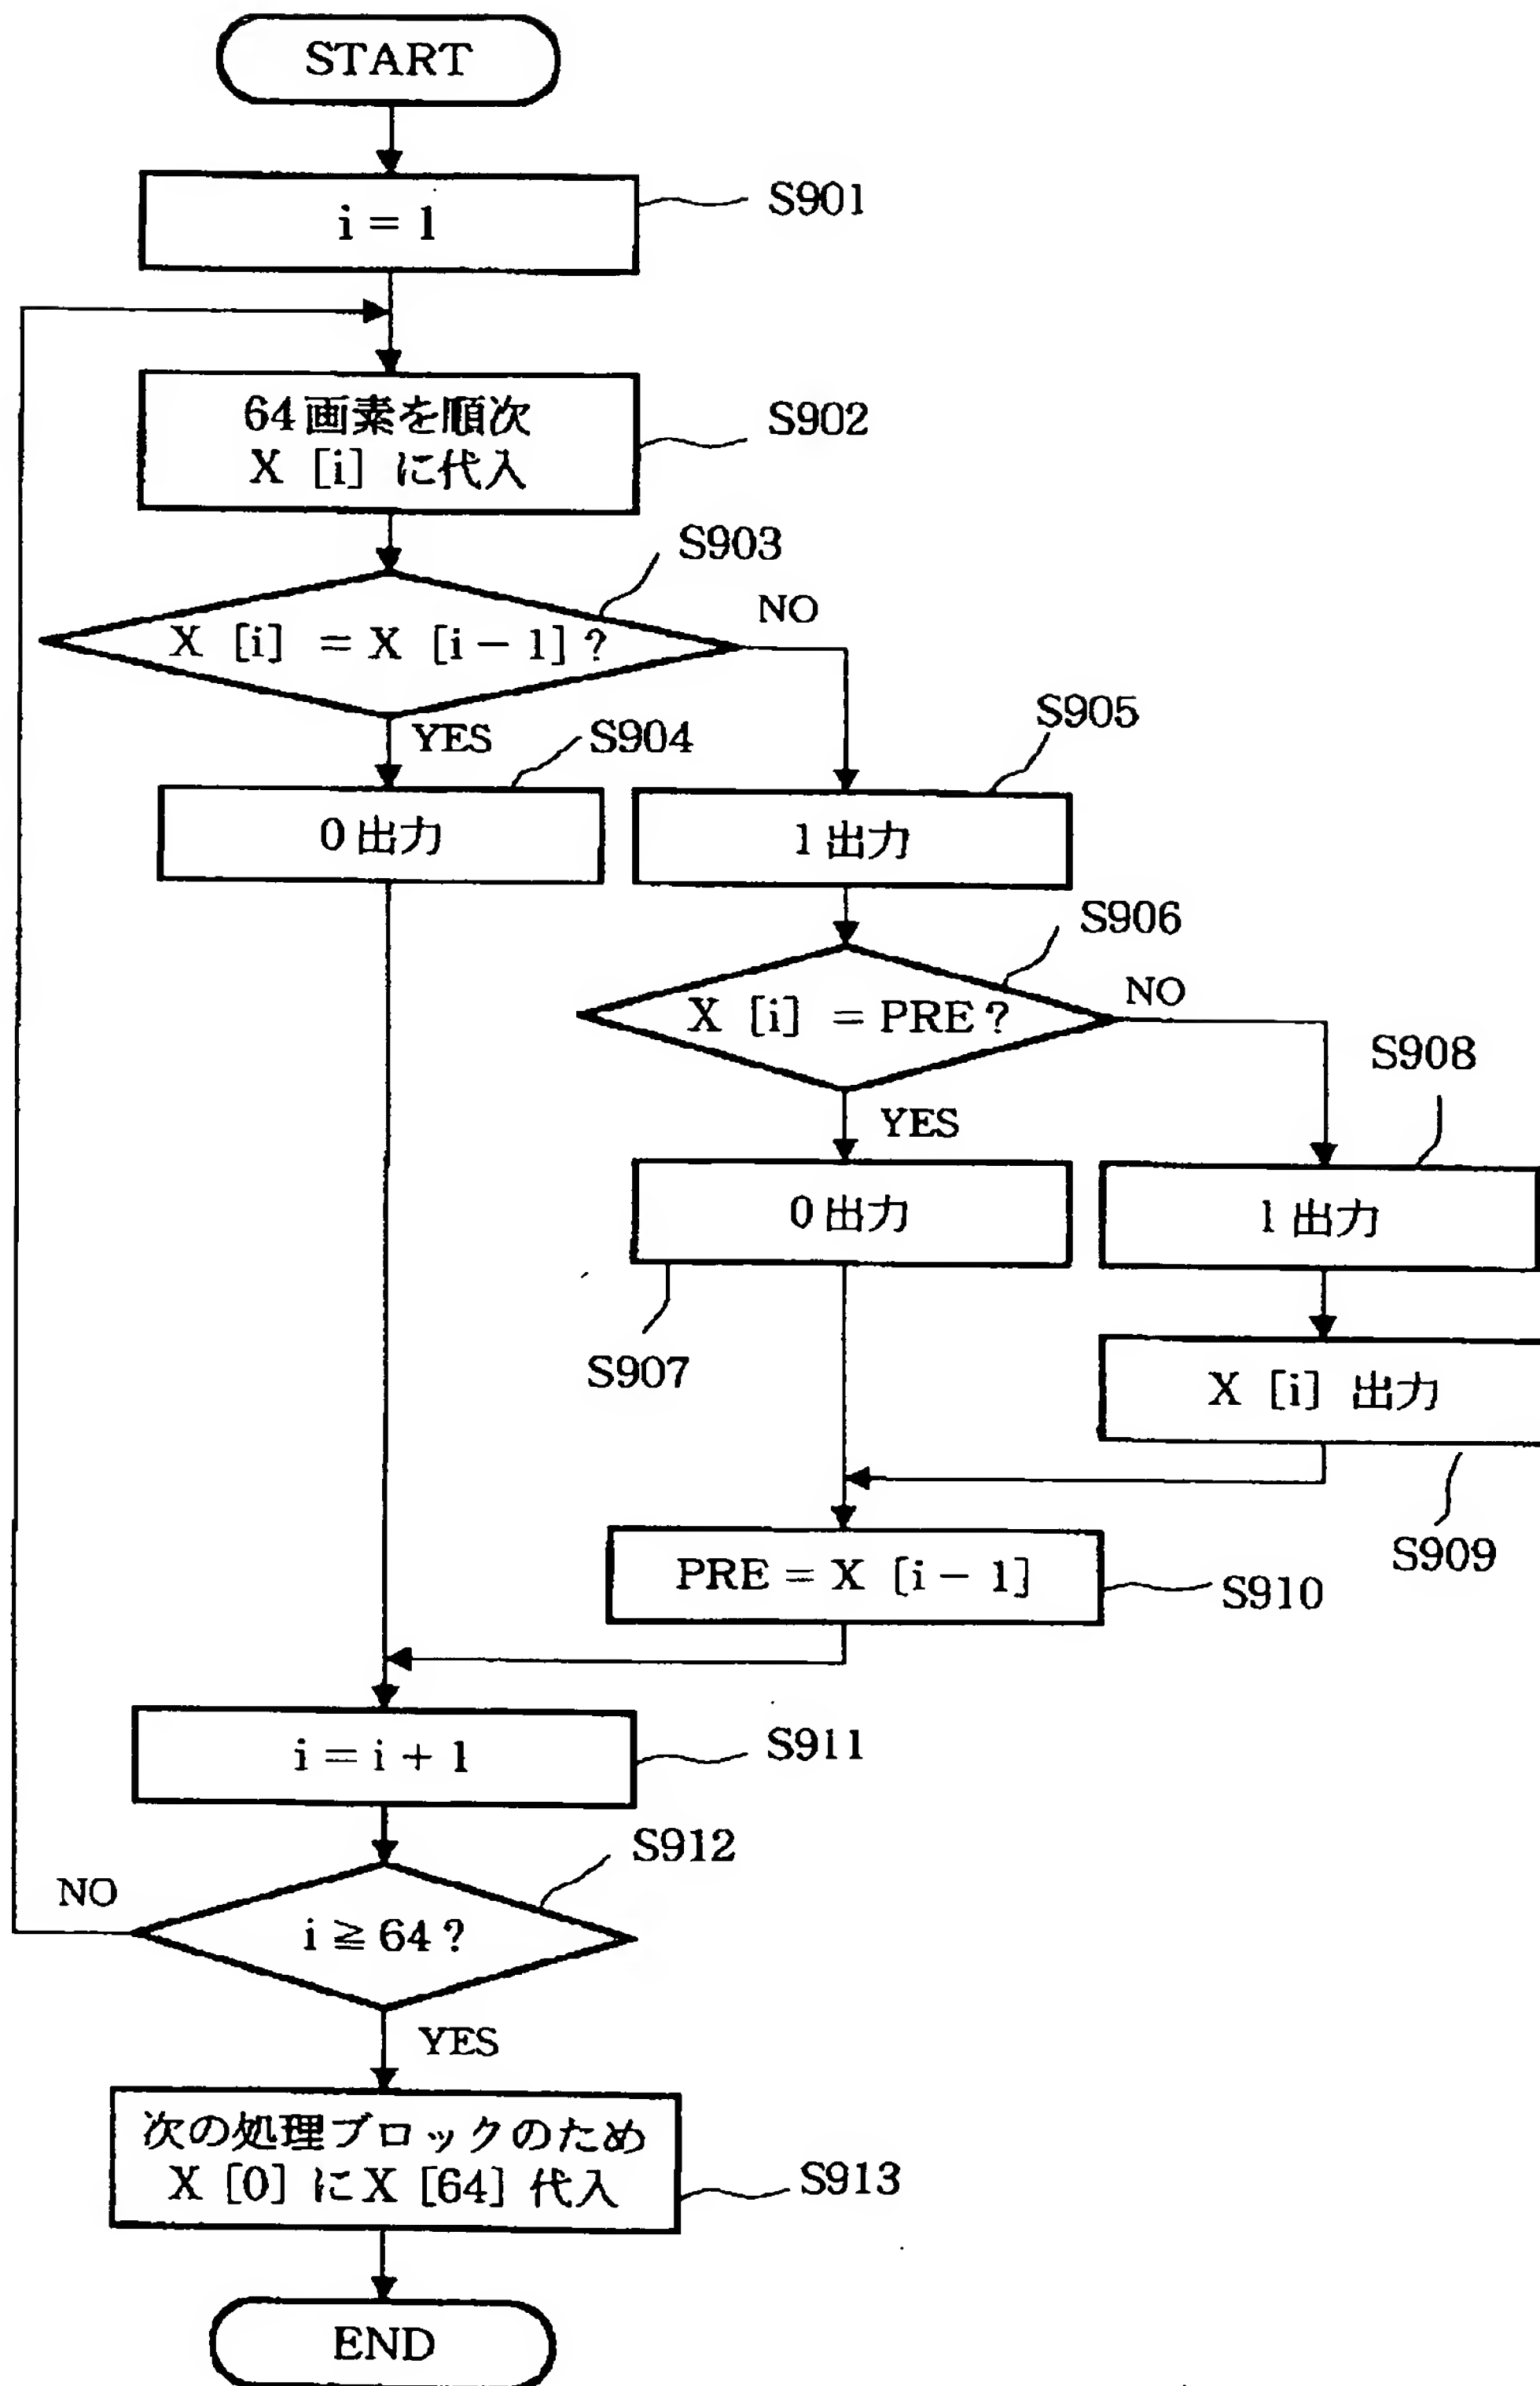 START
i = 1
S901
64画素を順次
X [i] に代入
S902
S903
X [i] = X [i − 1] ?
NO
YES
S904
0 出力
S905
1 出力
S906
X [i] = PRE ?
NO
YES
S907
0 出力
S908
1 出力
X [i] 出力
S909
PRE = X [i − 1]
S910
i = i + 1
S911
S912
NO
i ≧ 64 ?
YES
次の処理ブロックのため
X [0] に X [64] 代入
S913
END